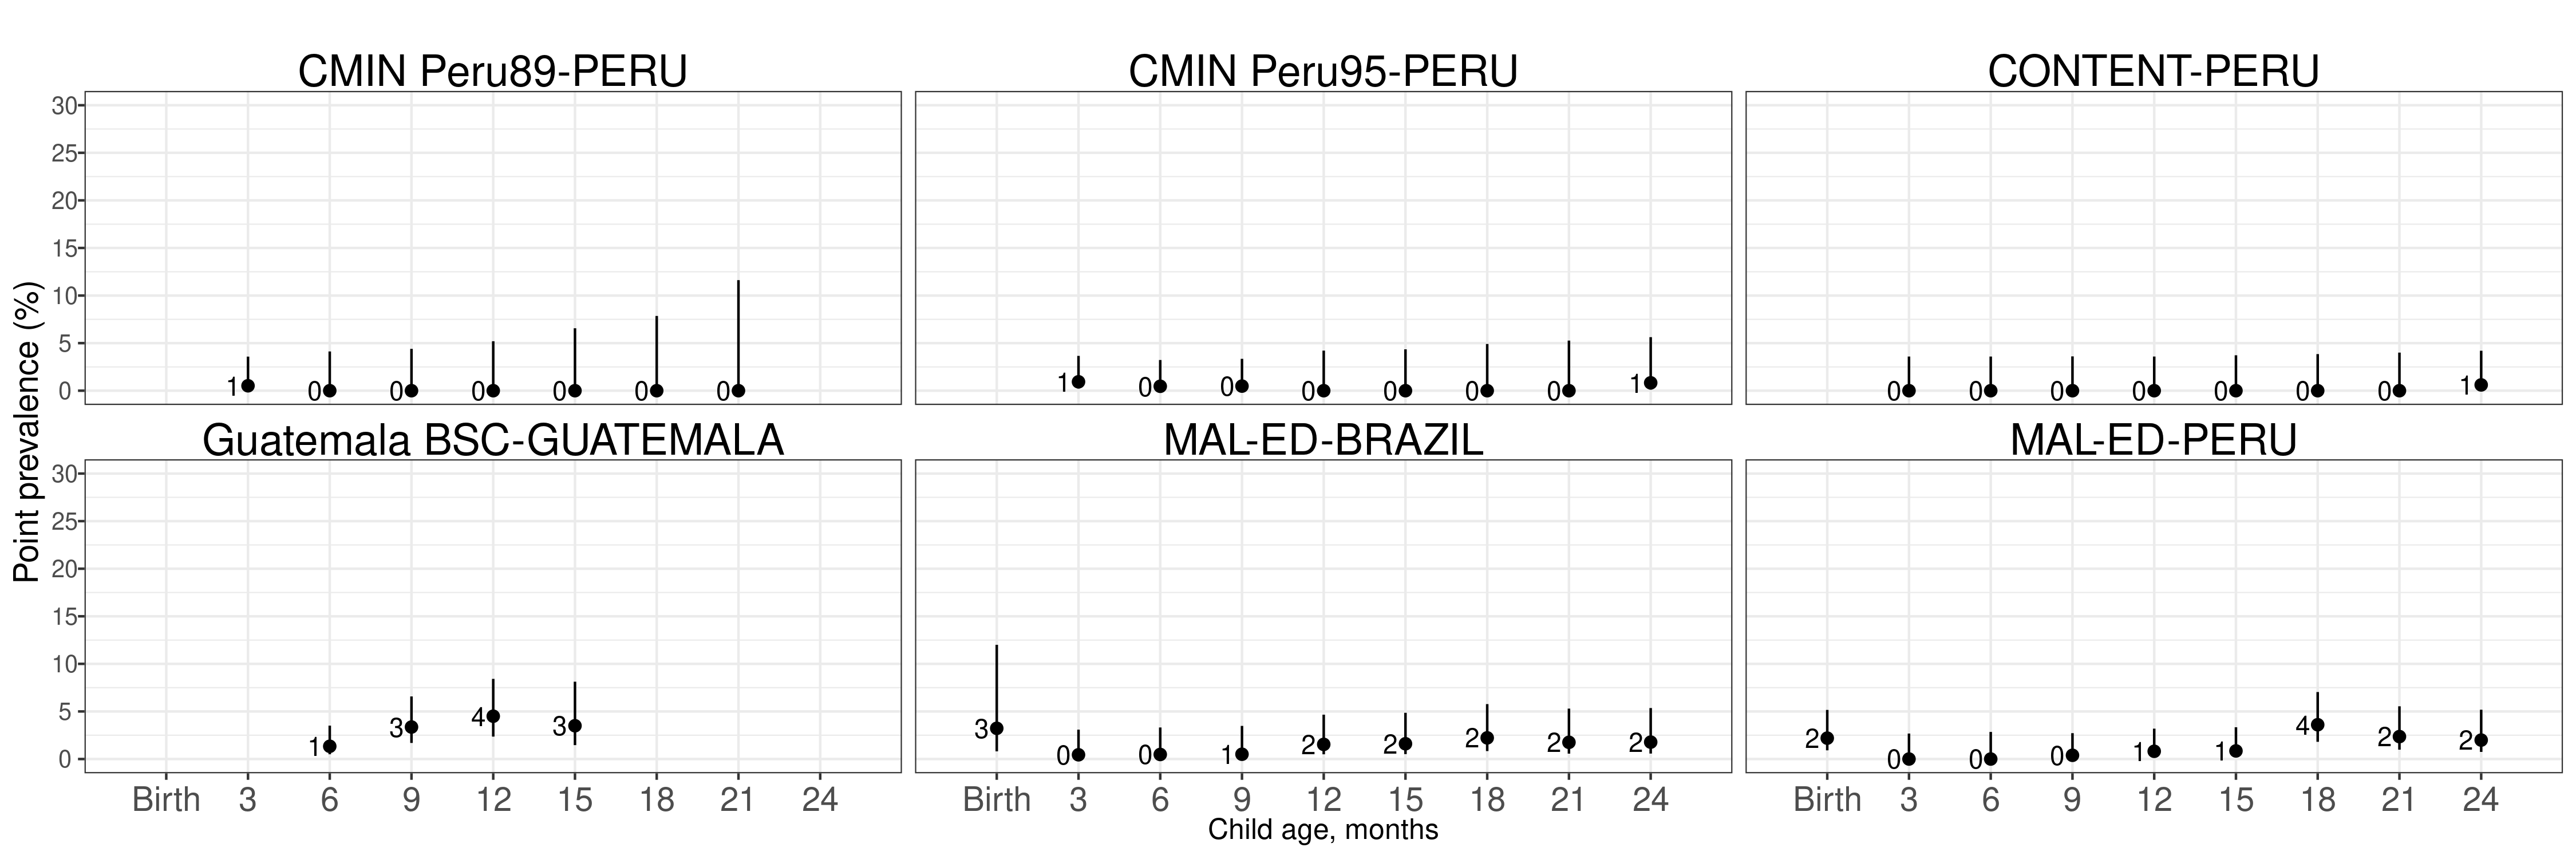 CMIN Peru89-PERU CMIN Peru95-PERU CONTENT-PERU
30
25
20
15
10
5
0
1 0 0 0 0 0 0
1 0 0 0 0 0 0 1
0 0 0 0 0 0 0 1
Point prevalence (%)
Guatemala BSC-GUATEMALA MAL-ED-BRAZIL MAL-ED-PERU
30
25
20
15
10
5
0
1 3 4 3
3 0 0 1 2 2 2 2 2
2 0 0 0 1 1 4 2 2
Birth 3 6 9 12 15 18 21 24
Birth 3 6 9 12 15 18 21 24
Birth 3 6 9 12 15 18 21 24
Child age, months